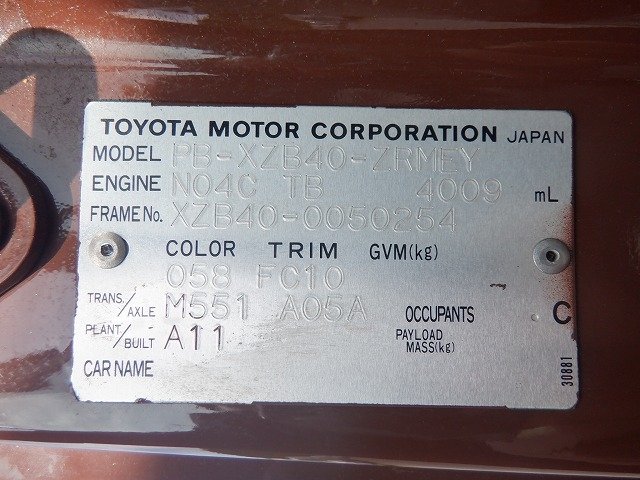 TOYOTA MOTOR CORPORATION JAPAN
MODEL PB-XZB40-ZRMEY
ENGINE N04C TB 4009 mL
FRAME No. XZB40-0050254
COLOR TRIM GVM(kg)
058 FC10
TRANS./AXLE M551 A05A OCCUPANTS C
PLANT/BUILT A11 PAYLOAD MASS(kg)
CAR NAME
30881